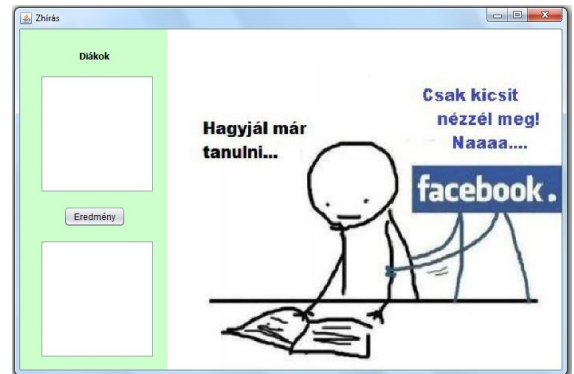 Zhírás
Diákok
Eredmény
Hagyjál már
tanulni...
Csak kicsit
nézzél meg!
Naaaa....
facebook.